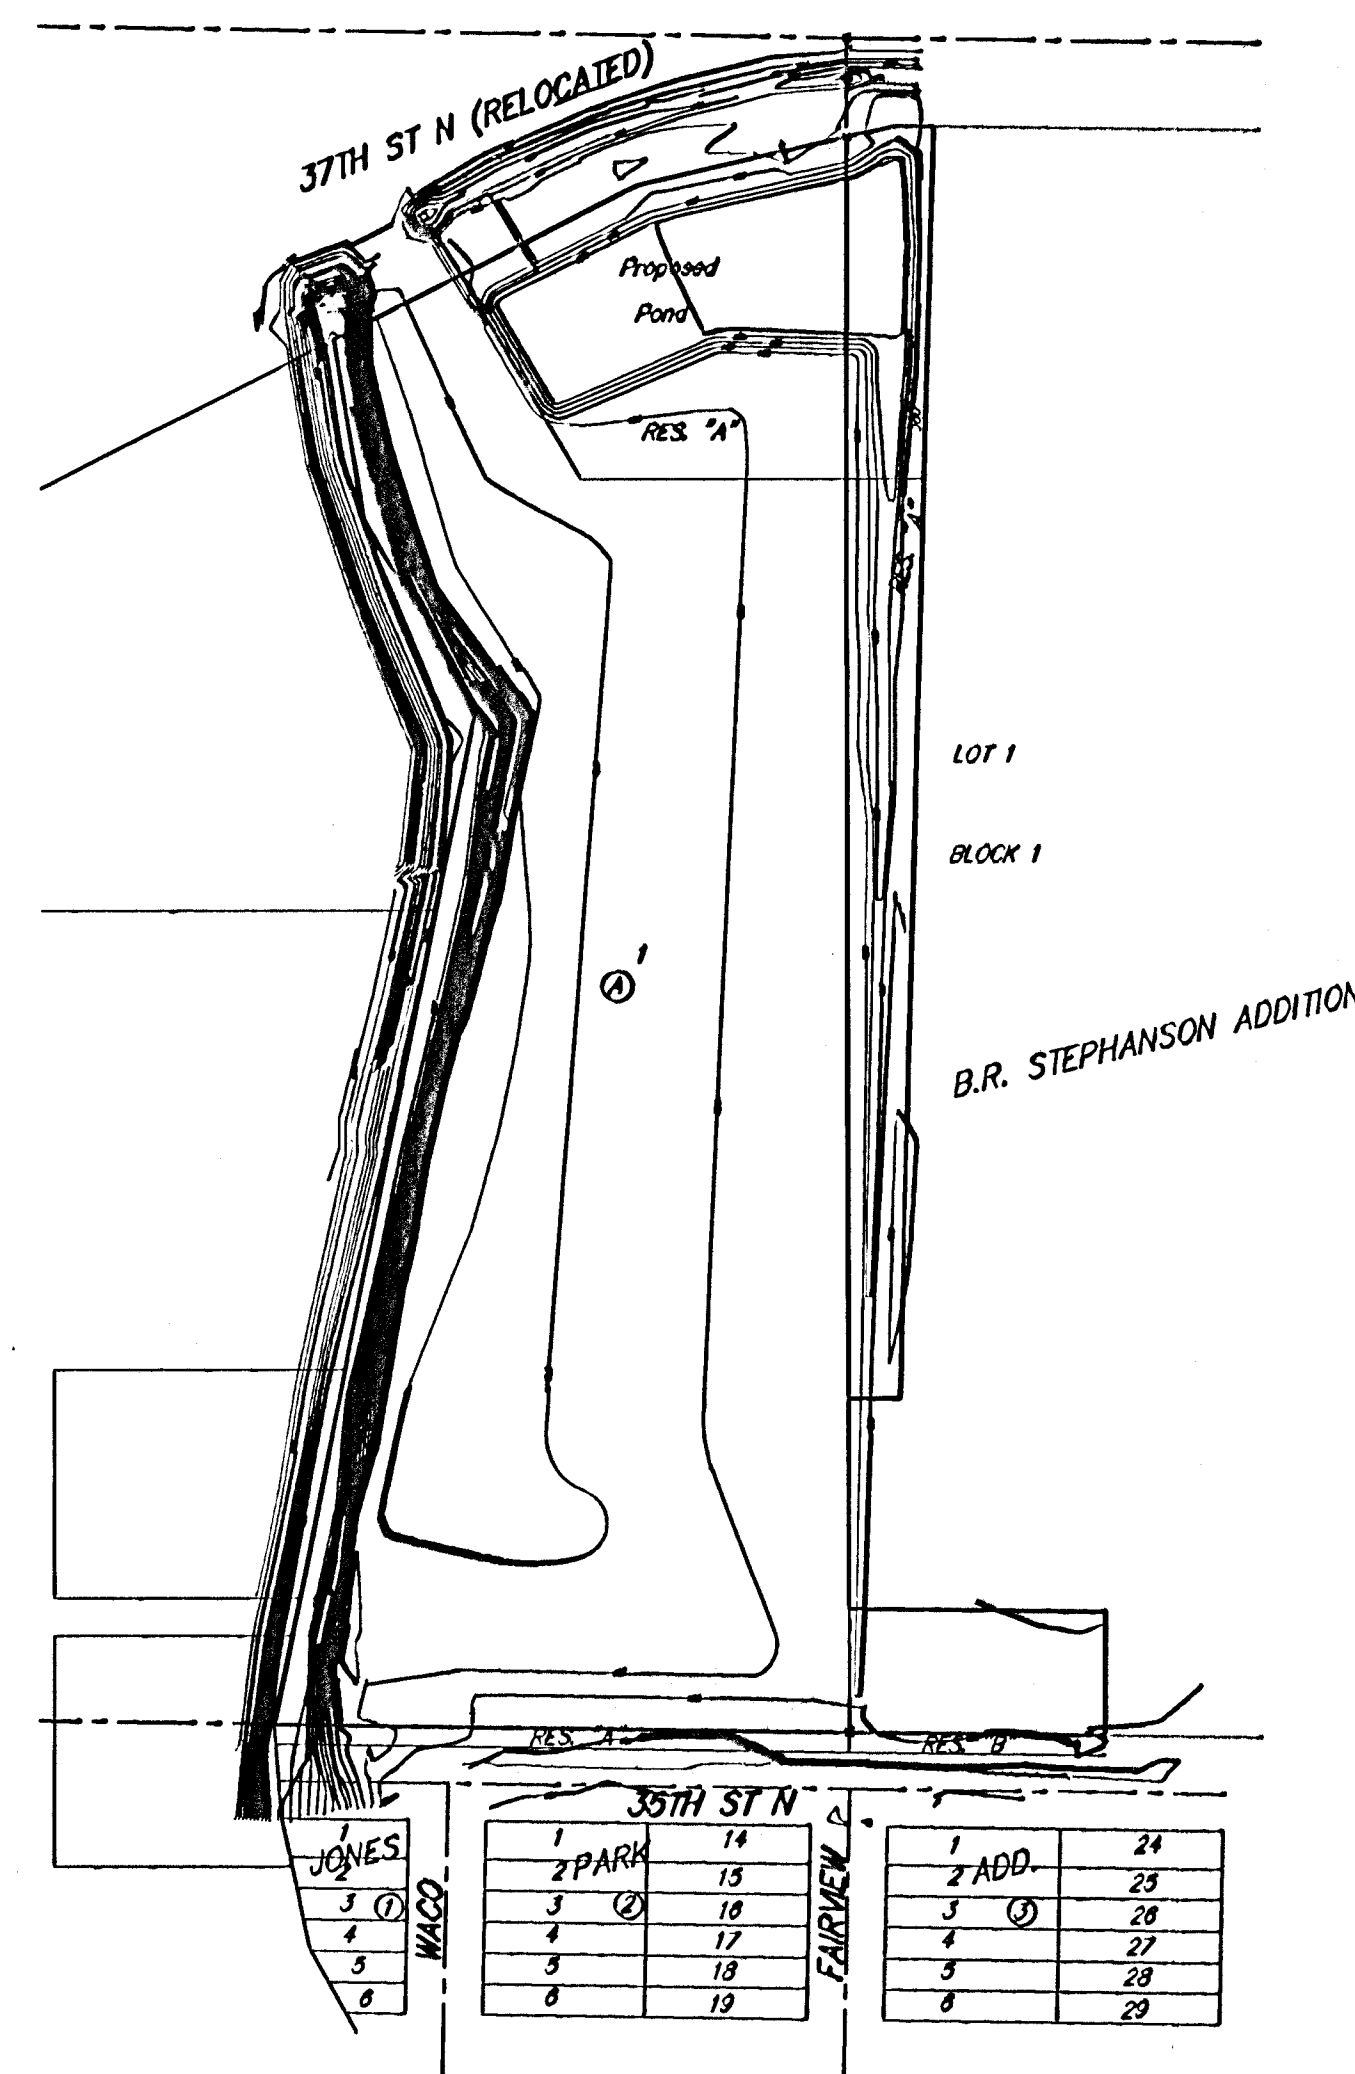 37TH ST N (RELOCATED)
Proposed
Pond
RES. "A"
RES. "A"
LOT 1
BLOCK 1
1
A
B.R. STEPHANSON ADDITION
RES. "A"
RES. "B"
35TH ST N
JONES PARK ADD.
WACO
FAIRVIEW
1
2
3 1
4
5
6
1 14
2 15
3 2 16
4 17
5 18
6 19
1 24
2 25
3 3 26
4 27
5 28
6 29